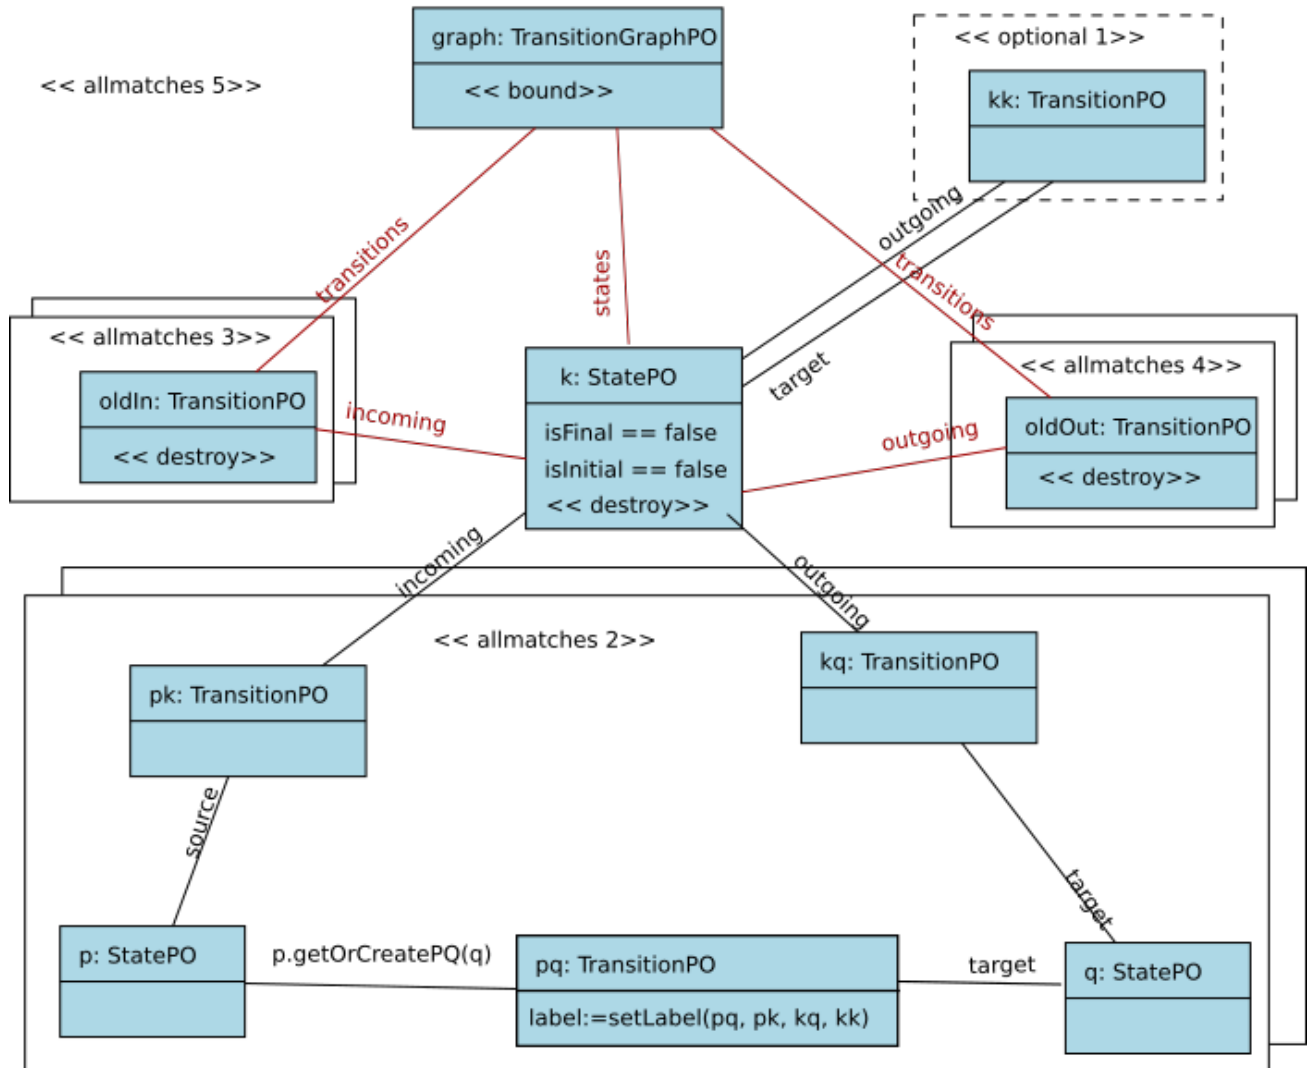 graph: TransitionGraphPO
<< bound>>
<< allmatches 5>>
<< optional 1>>
kk: TransitionPO
transitions
states
outgoing
transitions
target
<< allmatches 3>>
oldIn: TransitionPO
<< destroy>>
incoming
k: StatePO
isFinal == false
isInitial == false
<< destroy>>
outgoing
<< allmatches 4>>
oldOut: TransitionPO
<< destroy>>
incoming
outgoing
<< allmatches 2>>
pk: TransitionPO
kq: TransitionPO
source
target
p: StatePO
p.getOrCreatePQ(q)
pq: TransitionPO
label:=setLabel(pq, pk, kq, kk)
target
q: StatePO